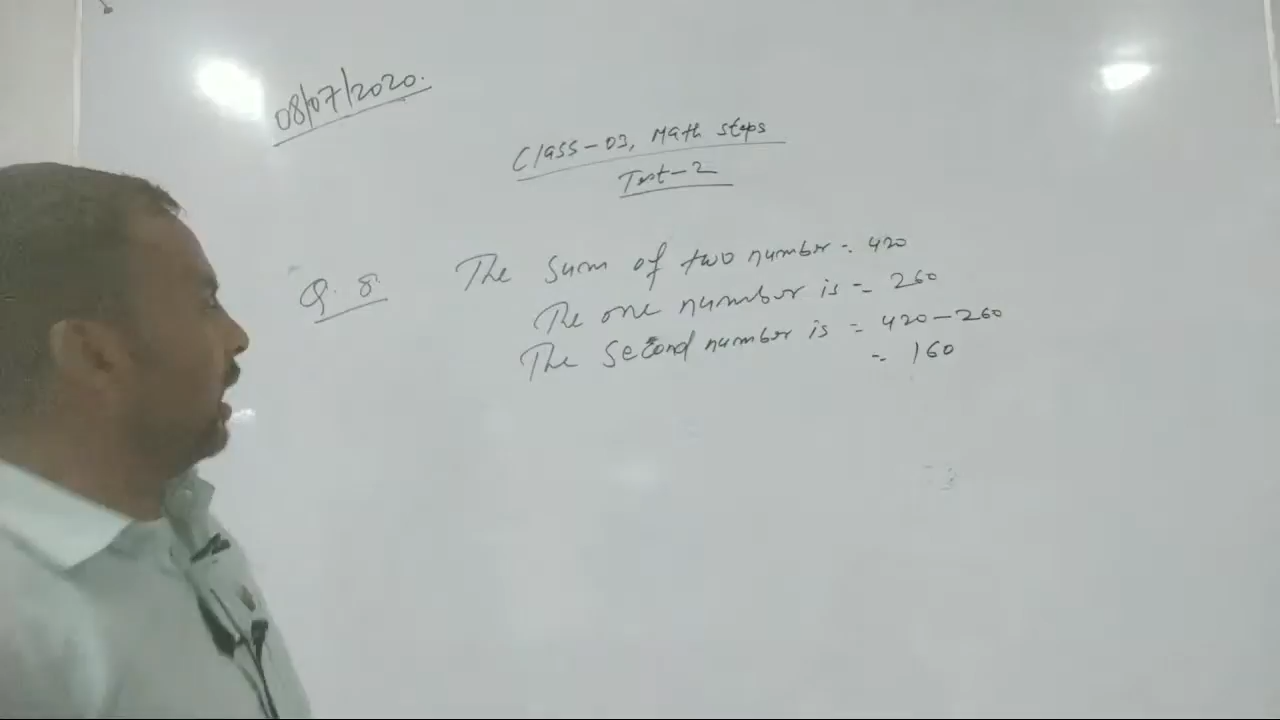 08/07/2020.
Class-03, Math steps
Test-2
Q. 8. The sum of two number = 420
The one number is = 260
The Second number is = 420-260
= 160